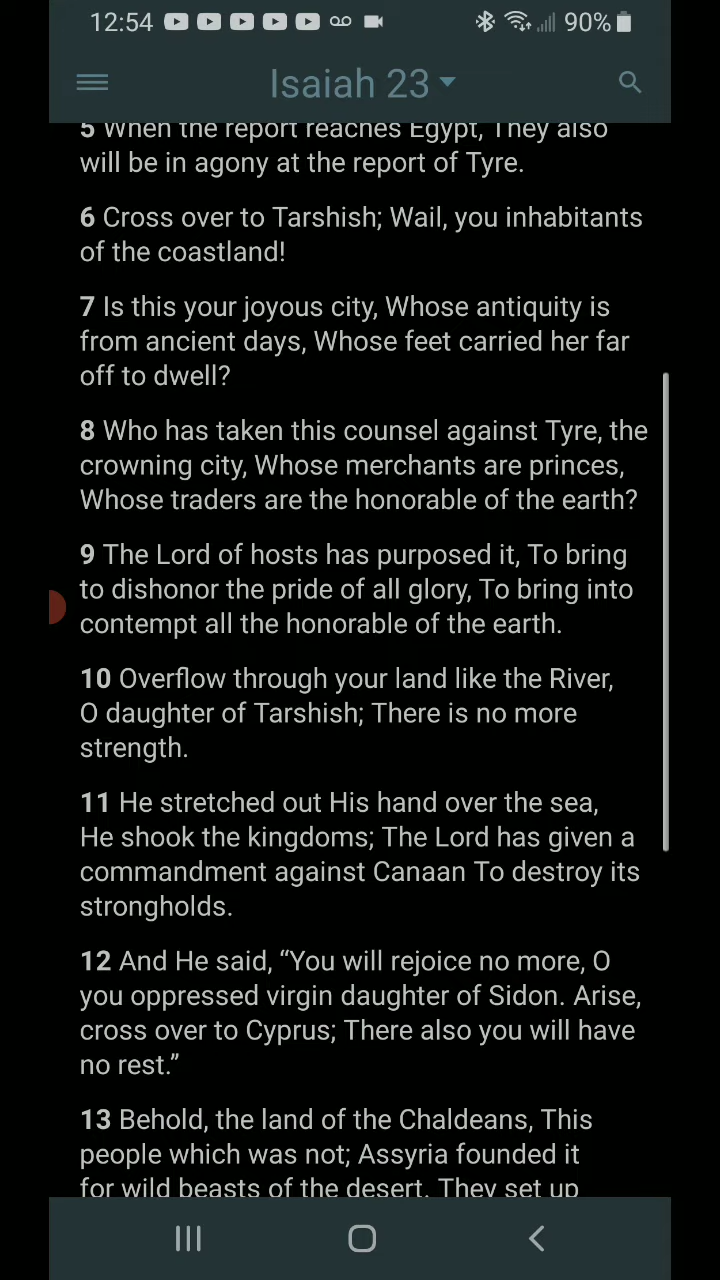 12:54
90%
Isaiah 23
5 When the report reaches Egypt, They also
will be in agony at the report of Tyre.
6 Cross over to Tarshish; Wail, you inhabitants
of the coastland!
7 Is this your joyous city, Whose antiquity is
from ancient days, Whose feet carried her far
off to dwell?
8 Who has taken this counsel against Tyre, the
crowning city, Whose merchants are princes,
Whose traders are the honorable of the earth?
9 The Lord of hosts has purposed it, To bring
to dishonor the pride of all glory, To bring into
contempt all the honorable of the earth.
10 Overflow through your land like the River,
O daughter of Tarshish; There is no more
strength.
11 He stretched out His hand over the sea,
He shook the kingdoms; The Lord has given a
commandment against Canaan To destroy its
strongholds.
12 And He said, “You will rejoice no more, O
you oppressed virgin daughter of Sidon. Arise,
cross over to Cyprus; There also you will have
no rest.”
13 Behold, the land of the Chaldeans, This
people which was not; Assyria founded it
for wild beasts of the desert. They set up